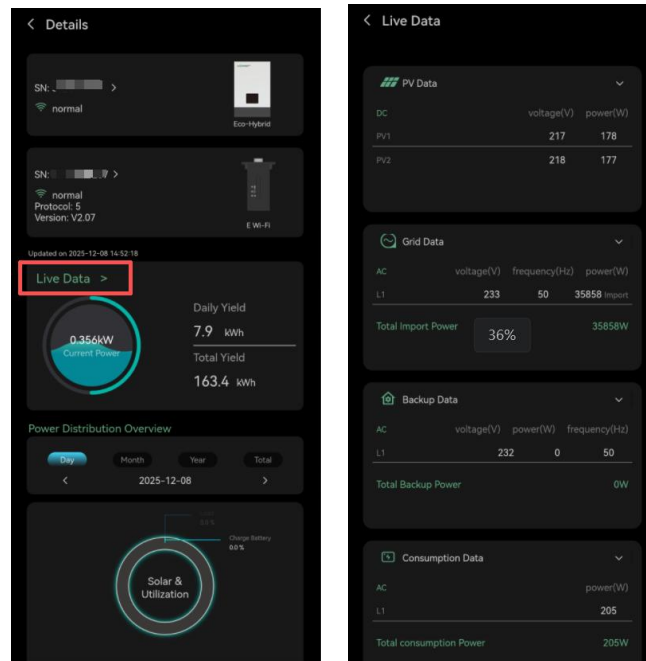 Details
SN:
normal
Eco-Hybrid
SN:
normal
Protocol: 5
Version: V2.07
E Wi-Fi
Updated on 2025-12-08 14:52:18
Live Data >
Daily Yield
7.9 kWh
0.356kW
Current Power
Total Yield
163.4 kWh
Power Distribution Overview
Day Month Year Total
< 2025-12-08 >
0.0%
Charge Battery
0.0%
Solar &
Utilization
Live Data
PV Data
DC voltage(V) power(W)
PV1 217 178
PV2 218 177
Grid Data
AC voltage(V) frequency(Hz) power(W)
L1 233 50 35858 Import
Total Import Power 35858W
36%
Backup Data
AC voltage(V) power(W) frequency(Hz)
L1 232 0 50
Total Backup Power 0W
Consumption Data
AC power(W)
L1 205
Total consumption Power 205W